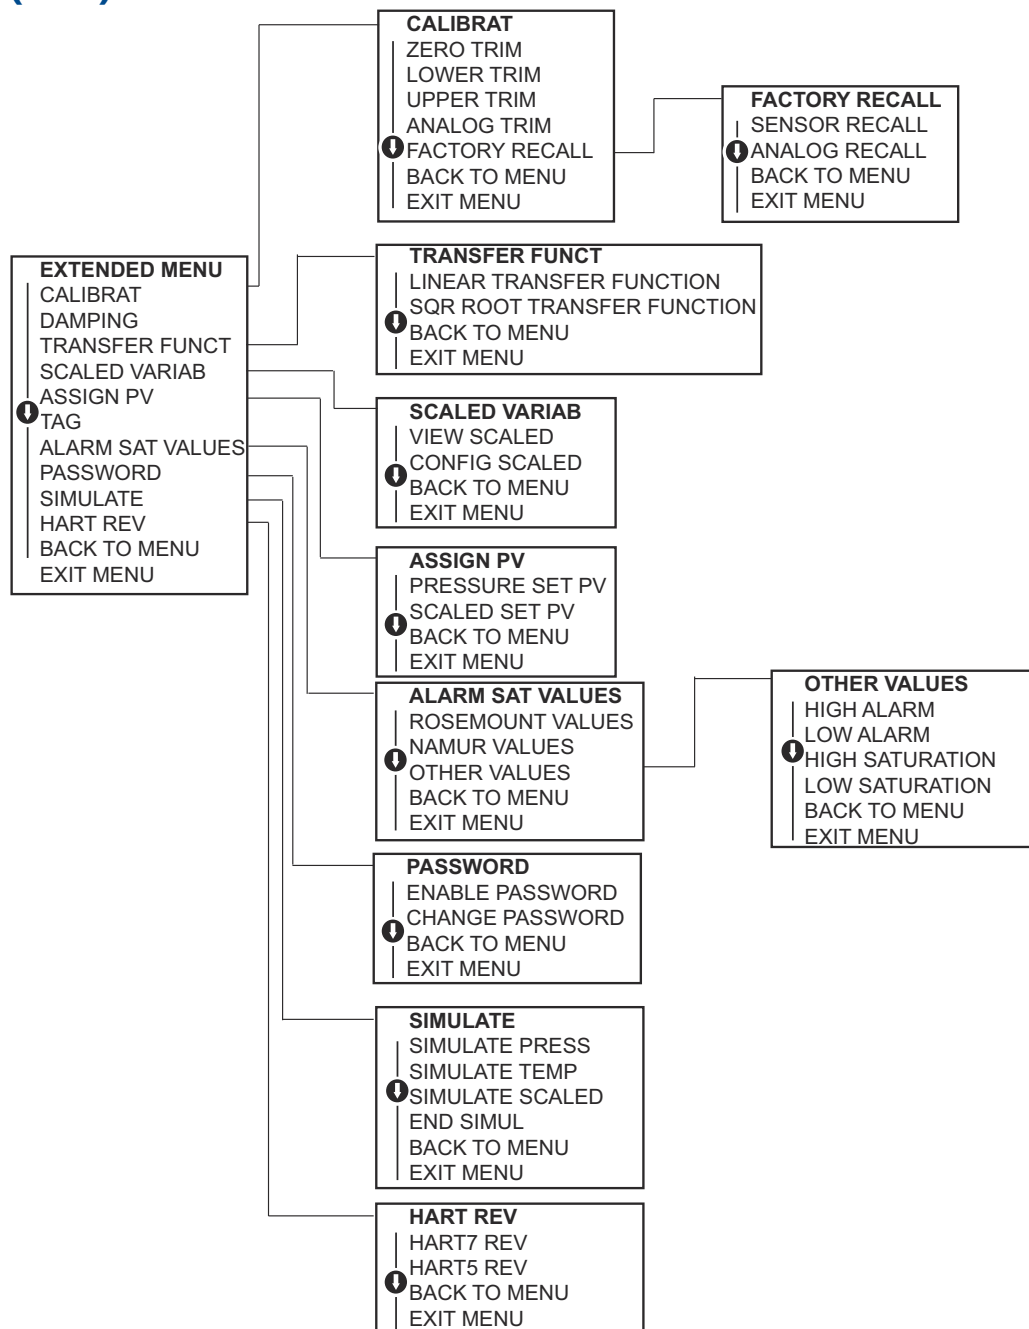 CALIBRAT
ZERO TRIM
LOWER TRIM
UPPER TRIM
ANALOG TRIM
FACTORY RECALL
BACK TO MENU
EXIT MENU
FACTORY RECALL
SENSOR RECALL
ANALOG RECALL
BACK TO MENU
EXIT MENU
EXTENDED MENU
CALIBRAT
DAMPING
TRANSFER FUNCT
SCALED VARIAB
ASSIGN PV
TAG
ALARM SAT VALUES
PASSWORD
SIMULATE
HART REV
BACK TO MENU
EXIT MENU
TRANSFER FUNCT
LINEAR TRANSFER FUNCTION
SQR ROOT TRANSFER FUNCTION
BACK TO MENU
EXIT MENU
SCALED VARIAB
VIEW SCALED
CONFIG SCALED
BACK TO MENU
EXIT MENU
ASSIGN PV
PRESSURE SET PV
SCALED SET PV
BACK TO MENU
EXIT MENU
ALARM SAT VALUES
ROSEMOUNT VALUES
NAMUR VALUES
OTHER VALUES
BACK TO MENU
EXIT MENU
OTHER VALUES
HIGH ALARM
LOW ALARM
HIGH SATURATION
LOW SATURATION
BACK TO MENU
EXIT MENU
PASSWORD
ENABLE PASSWORD
CHANGE PASSWORD
BACK TO MENU
EXIT MENU
SIMULATE
SIMULATE PRESS
SIMULATE TEMP
SIMULATE SCALED
END SIMUL
BACK TO MENU
EXIT MENU
HART REV
HART7 REV
HART5 REV
BACK TO MENU
EXIT MENU